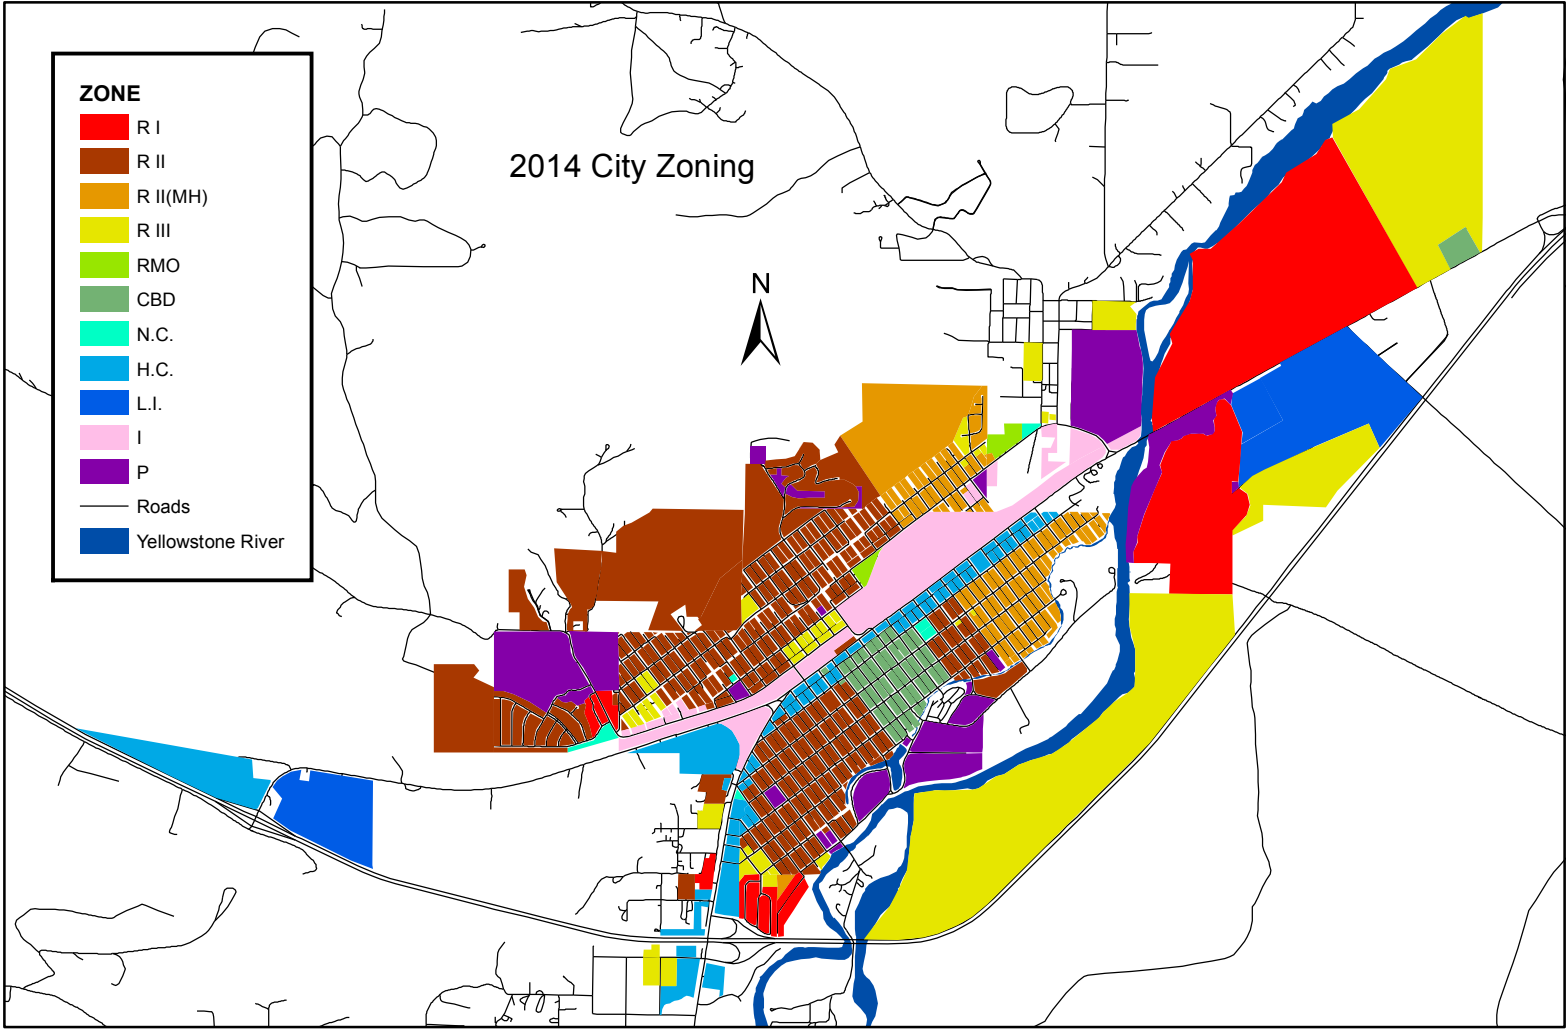 ZONE
R I
R II
R II(MH)
R III
RMO
CBD
N.C.
H.C.
L.I.
I
P
Roads
Yellowstone River
2014 City Zoning
N